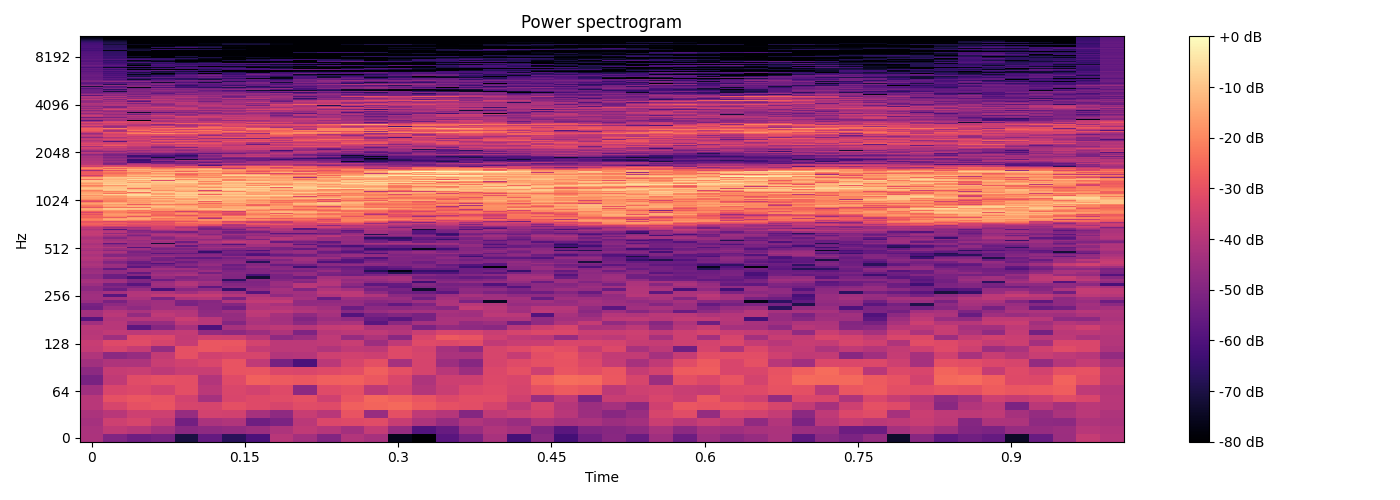 Power spectrogram
8192
4096
2048
1024
512
256
128
64
0
Hz
0 0.15 0.3 0.45 0.6 0.75 0.9
Time
+0 dB
-10 dB
-20 dB
-30 dB
-40 dB
-50 dB
-60 dB
-70 dB
-80 dB